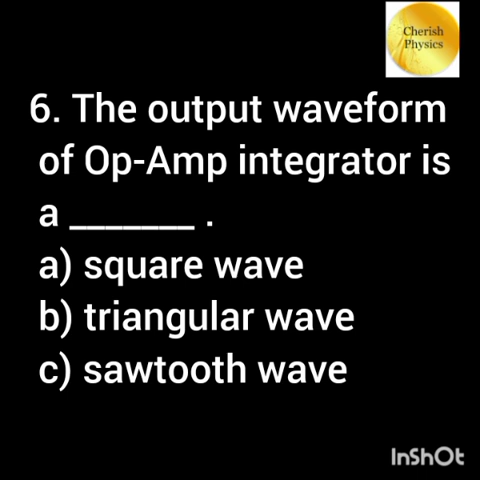 Cherish
Physics
6. The output waveform
of Op-Amp integrator is
a _______ .
a) square wave
b) triangular wave
c) sawtooth wave
InShOt